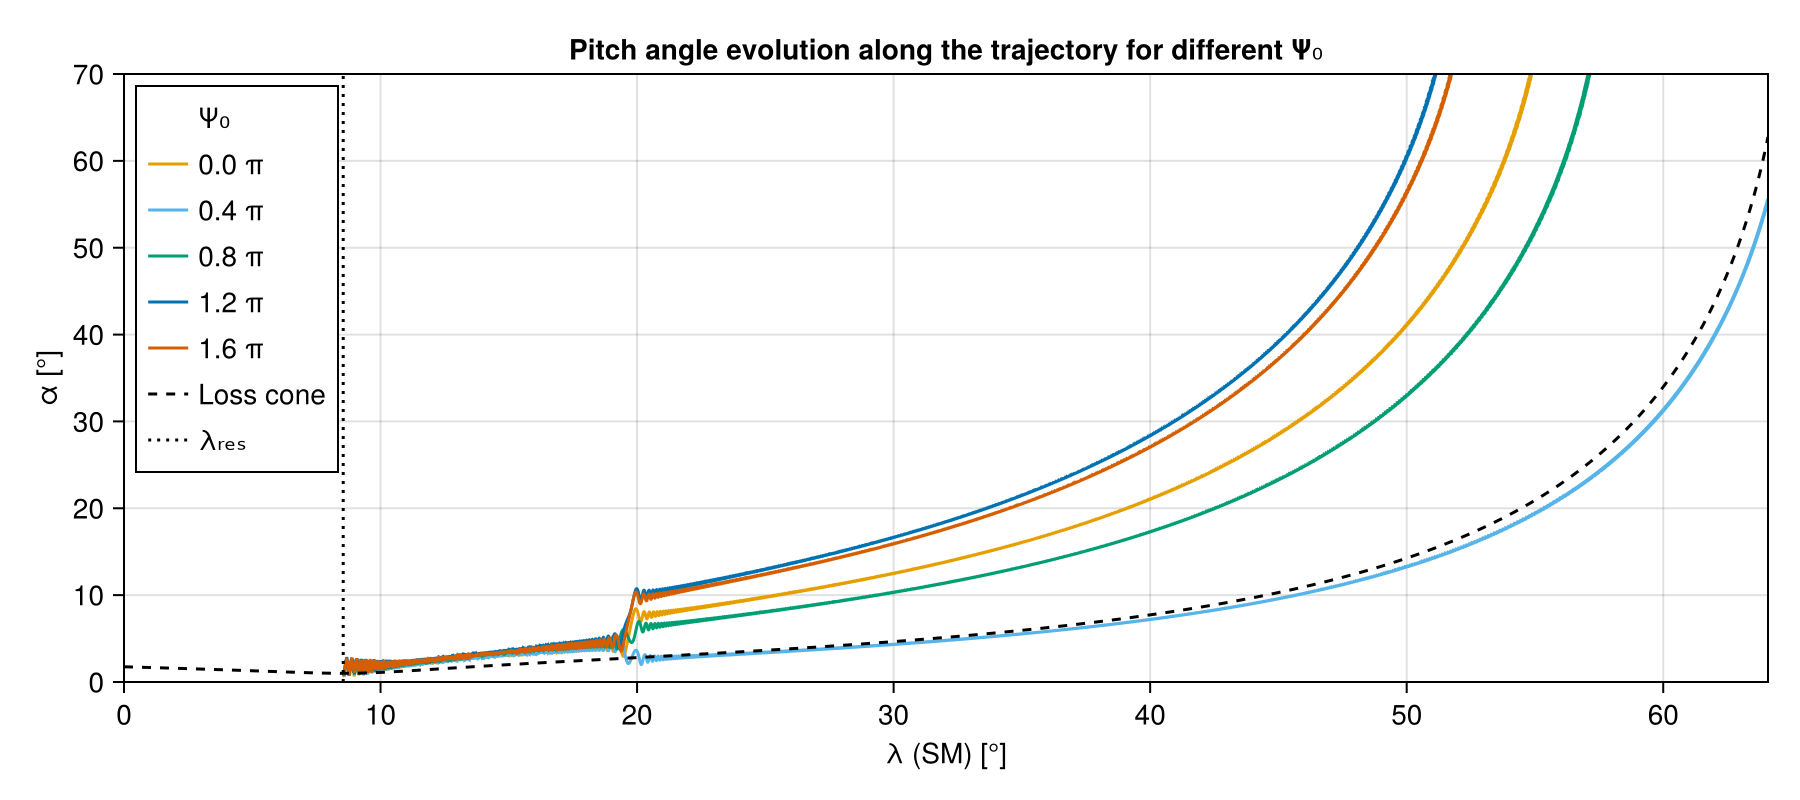 Pitch angle evolution along the trajectory for different Ψ₀
70
60
50
40
30
20
10
0
α [°]
Ψ₀
0.0 π
0.4 π
0.8 π
1.2 π
1.6 π
Loss cone
λᵣₑₛ
0 10 20 30 40 50 60
λ (SM) [°]